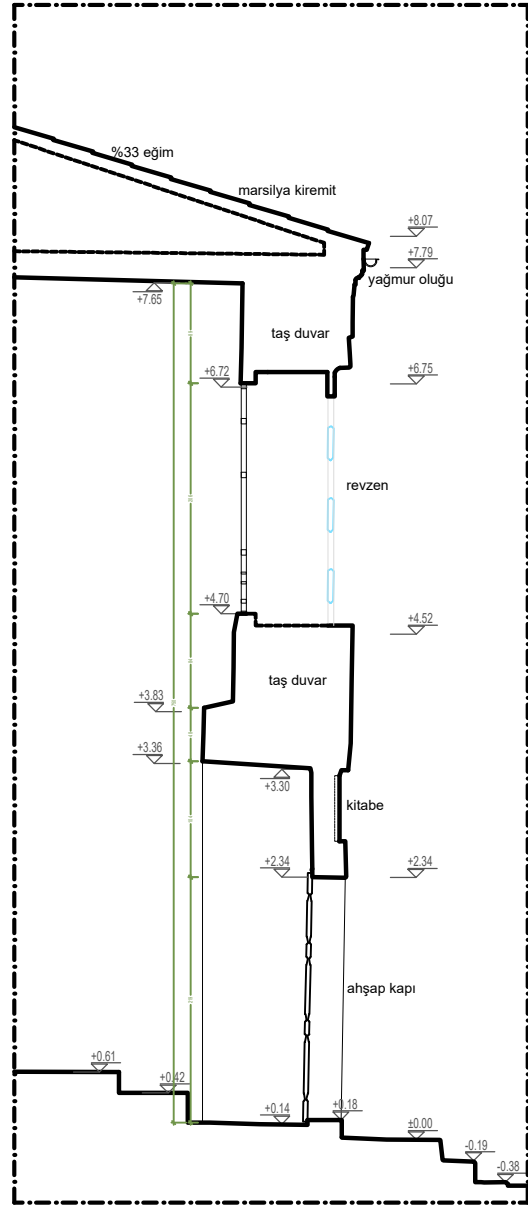 %33 eğim
marsilya kiremit
+8.07
+7.79
yağmur oluğu
+7.65
taş duvar
+6.72
+6.75
revzen
+4.70
+4.52
taş duvar
+3.83
+3.36
+3.30
kitabe
+2.34
+2.34
ahşap kapı
+0.61
+0.42
+0.14
+0.18
±0.00
-0.19
-0.38